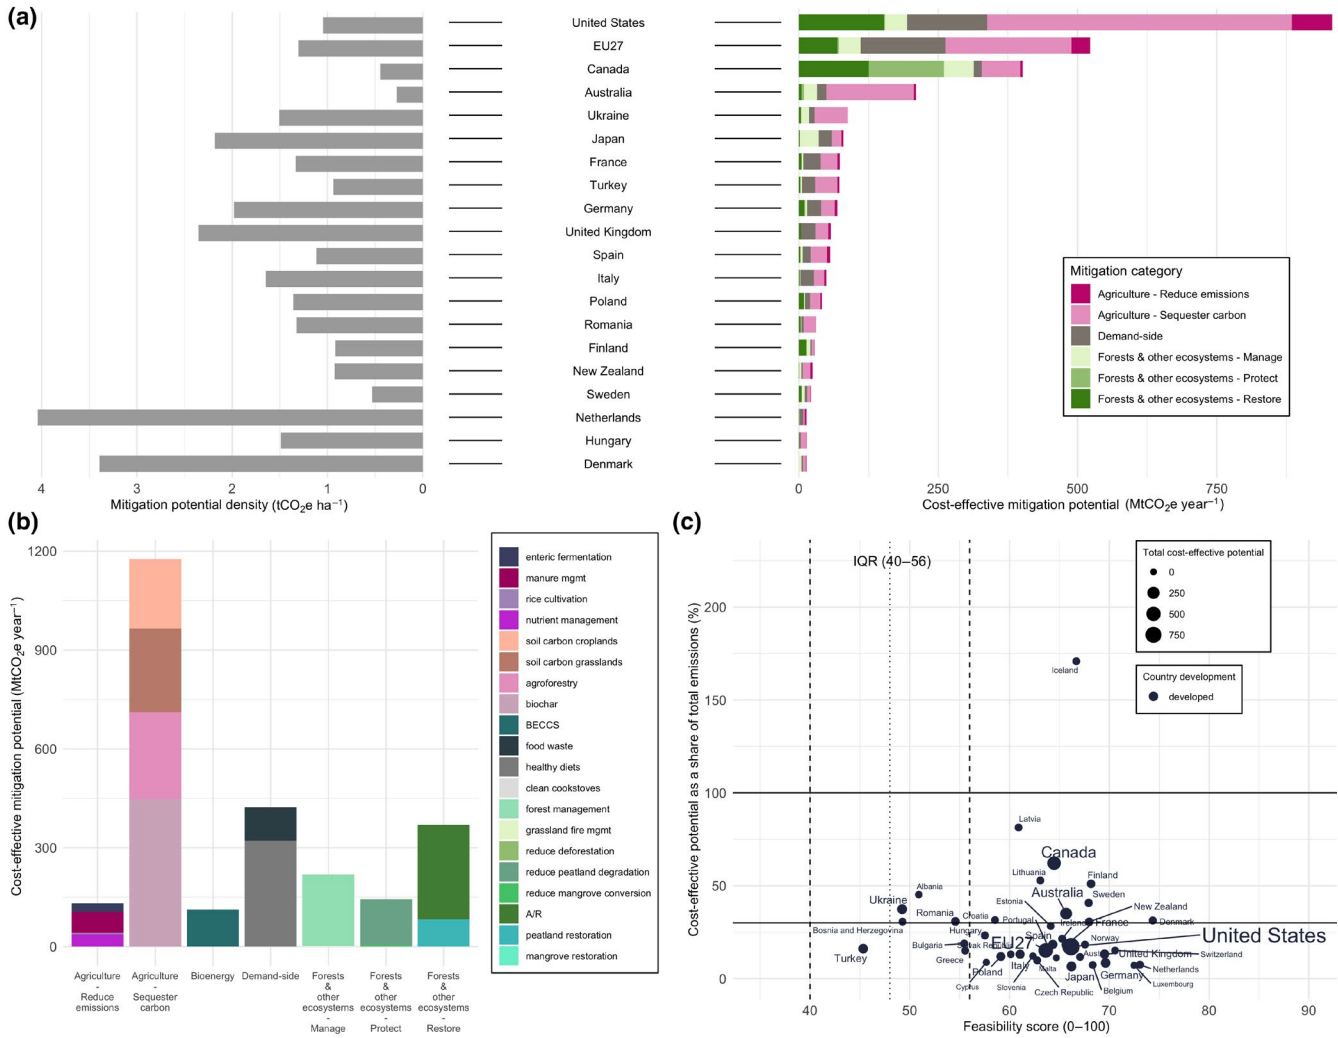 (a)
United States
EU27
Canada
Australia
Ukraine
Japan
France
Turkey
Germany
United Kingdom
Spain
Italy
Poland
Romania
Finland
New Zealand
Sweden
Netherlands
Hungary
Denmark
4 3 2 1 0
Mitigation potential density (tCO₂e ha⁻¹)
Mitigation category
Agriculture - Reduce emissions
Agriculture - Sequester carbon
Demand-side
Forests & other ecosystems - Manage
Forests & other ecosystems - Protect
Forests & other ecosystems - Restore
0 250 500 750
Cost-effective mitigation potential (MtCO₂e year⁻¹)
(b)
Cost-effective mitigation potential (MtCO₂e year⁻¹)
1200
900
600
300
0
Agriculture
-
Reduce
emissions
Agriculture
-
Sequester
carbon
Bioenergy
Demand-side
Forests
&
other
ecosystems
-
Manage
Forests
&
other
ecosystems
-
Protect
Forests
&
other
ecosystems
-
Restore
enteric fermentation
manure mgmt
rice cultivation
nutrient management
soil carbon croplands
soil carbon grasslands
agroforestry
biochar
BECCS
food waste
healthy diets
clean cookstoves
forest management
grassland fire mgmt
reduce deforestation
reduce peatland degradation
reduce mangrove conversion
A/R
peatland restoration
mangrove restoration
(c)
Cost-effective potential as a share of total emissions (%)
200
150
100
50
0
IQR (40–56)
Total cost-effective potential
0
250
500
750
Country development
developed
Iceland
Latvia
Canada
Lithuania
Finland
Albania
Australia
Sweden
Ukraine
Estonia
New Zealand
Romania
Croatia
Portugal
Ireland
France
Denmark
Bosnia and Herzegovina
Hungary
Spain
EU27
Norway
United States
Bulgaria
Slovak Republic
Greece
United Kingdom
Switzerland
Turkey
Poland
Italy
Malta
Japan
Germany
Netherlands
Cyprus
Slovenia
Czech Republic
Belgium
Luxembourg
40 50 60 70 80 90
Feasibility score (0–100)